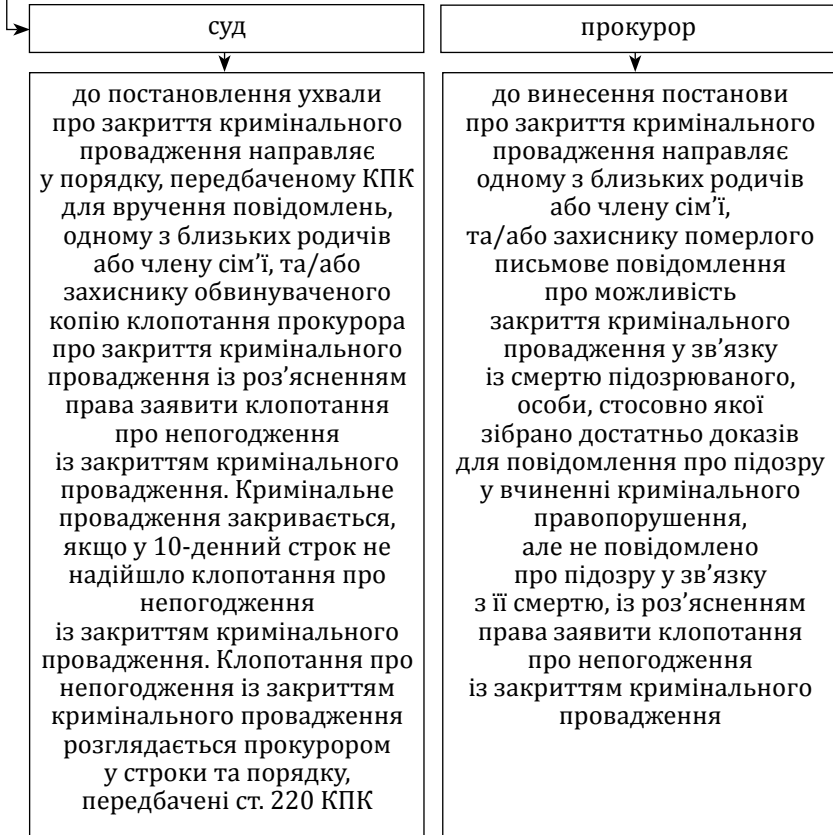 суд
до постановлення ухвали
про закриття кримінального
провадження направляє
у порядку, передбаченому КПК
для вручення повідомлень,
одному з близьких родичів
або члену сім’ї, та/або
захиснику обвинуваченого
копію клопотання прокурора
про закриття кримінального
провадження із роз’ясненням
права заявити клопотання
про непогодження
із закриттям кримінального
провадження. Кримінальне
провадження закривається,
якщо у 10-денний строк не
надійшло клопотання про
непогодження
із закриттям кримінального
провадження. Клопотання про
непогодження із закриттям
кримінального провадження
розглядається прокурором
у строки та порядку,
передбачені ст. 220 КПК
прокурор
до винесення постанови
про закриття кримінального
провадження направляє
одному з близьких родичів
або члену сім’ї,
та/або захиснику померлого
письмове повідомлення
про можливість
закриття кримінального
провадження у зв’язку
із смертю підозрюваного,
особи, стосовно якої
зібрано достатньо доказів
для повідомлення про підозру
у вчиненні кримінального
правопорушення,
але не повідомлено
про підозру у зв’язку
з її смертю, із роз’ясненням
права заявити клопотання
про непогодження
із закриттям кримінального
провадження